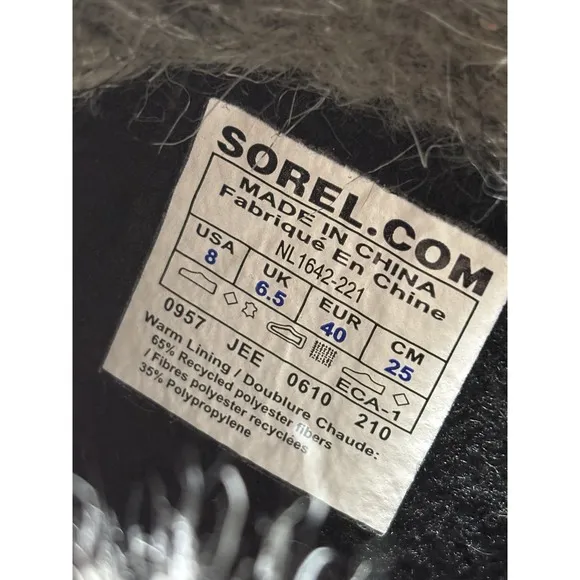 SOREL.COM
MADE IN CHINA
Fabriqué En Chine
NL1642-221
USA UK EUR CM
8 6.5 40 25
ECA-1
0957 JEE 0610 210
Warm Lining / Doublure Chaude:
65% Recycled polyester fibers
/ Fibres polyester recyclées
35% Polypropylene